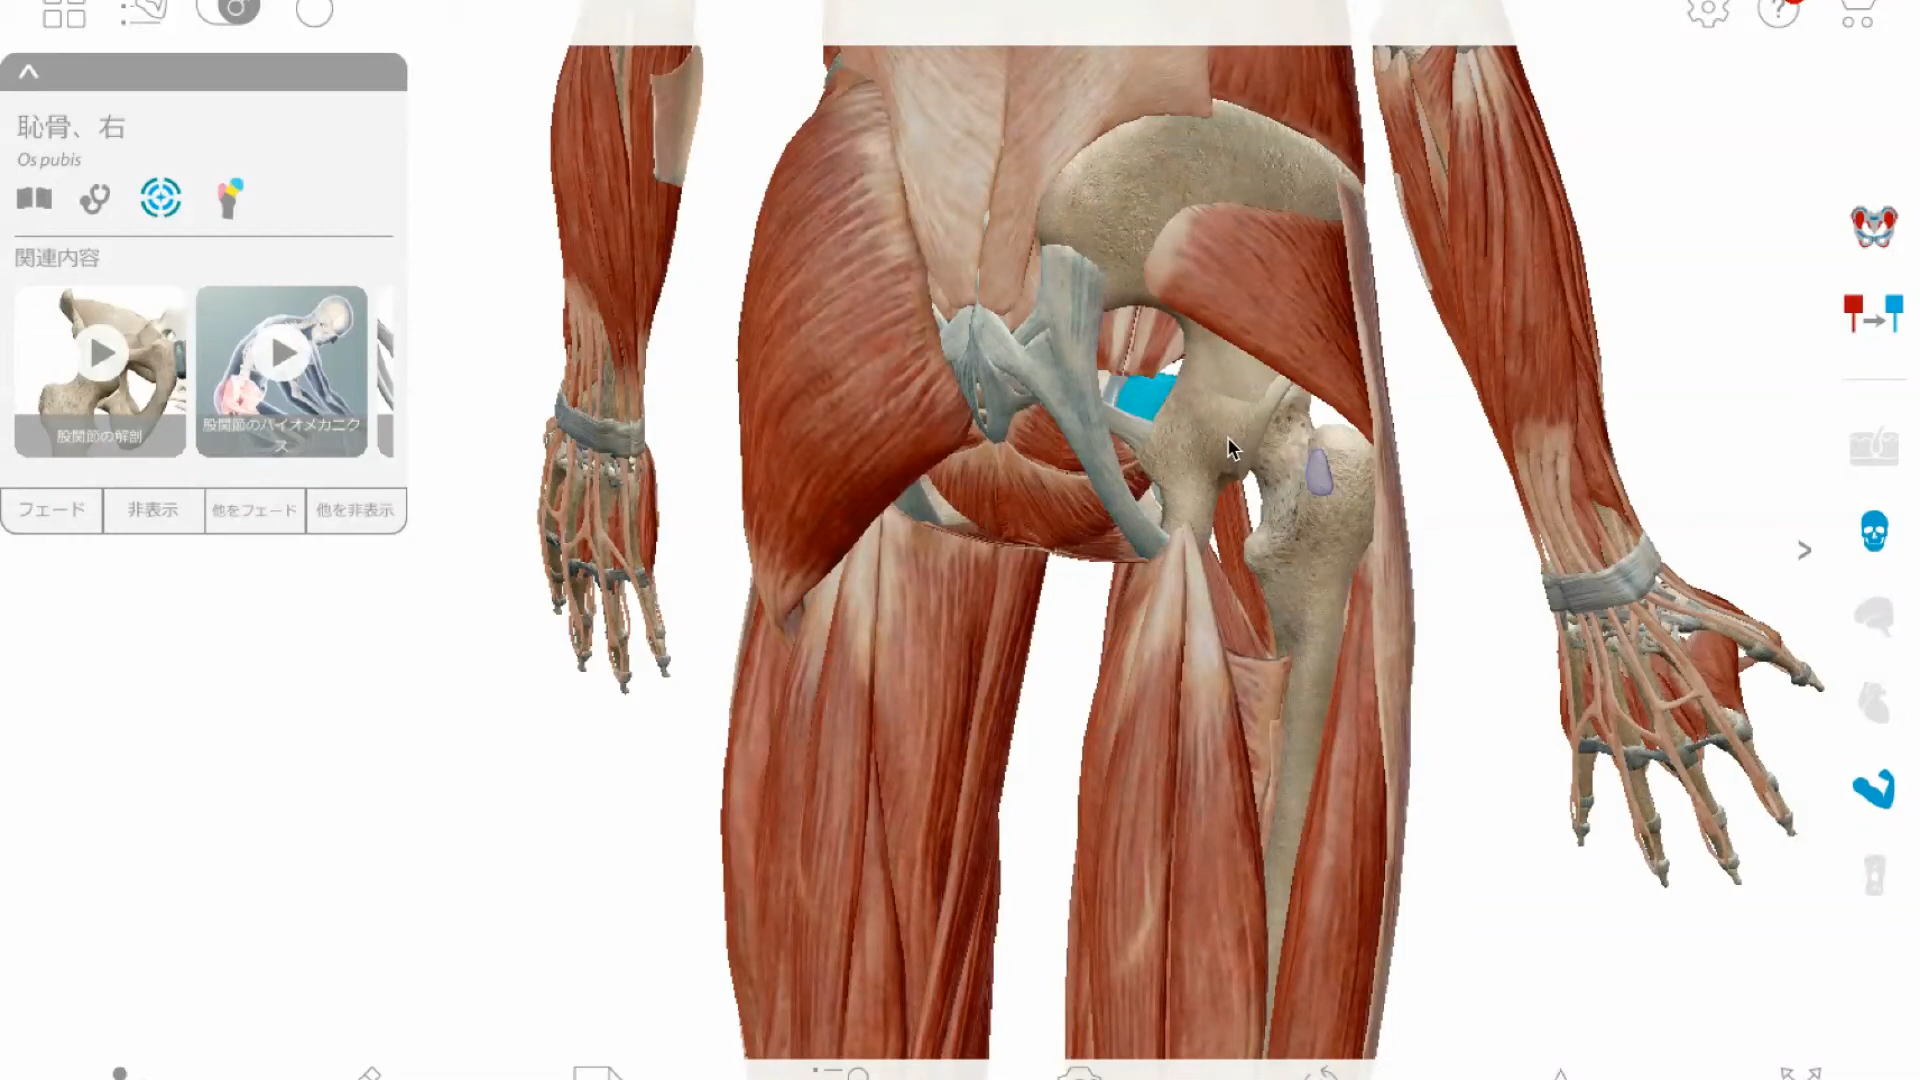 恥骨、右
Os pubis
関連内容
股関節の解剖
股関節のバイオメカニク
ス
フェード
非表示
他をフェード
他を非表示